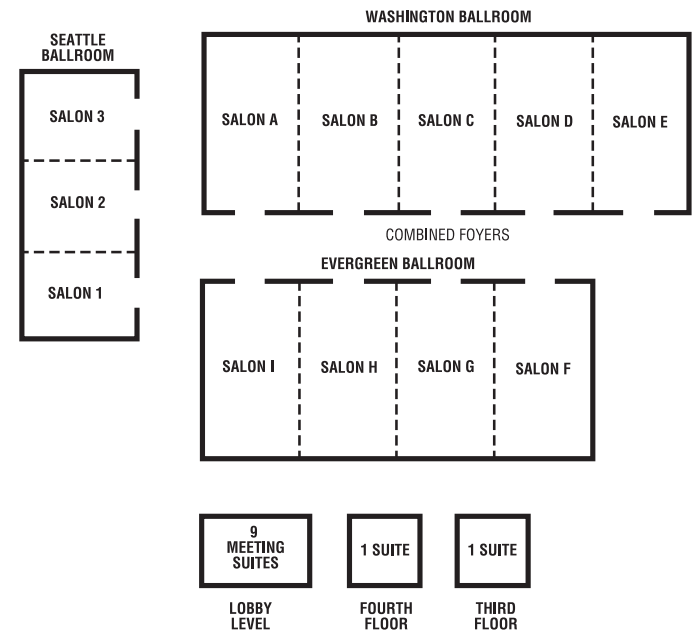 WASHINGTON BALLROOM
SEATTLE
BALLROOM
SALON 3
SALON 2
SALON 1
SALON A
SALON B
SALON C
SALON D
SALON E
COMBINED FOYERS
EVERGREEN BALLROOM
SALON I
SALON H
SALON G
SALON F
9
MEETING
SUITES
LOBBY
LEVEL
1 SUITE
FOURTH
FLOOR
1 SUITE
THIRD
FLOOR